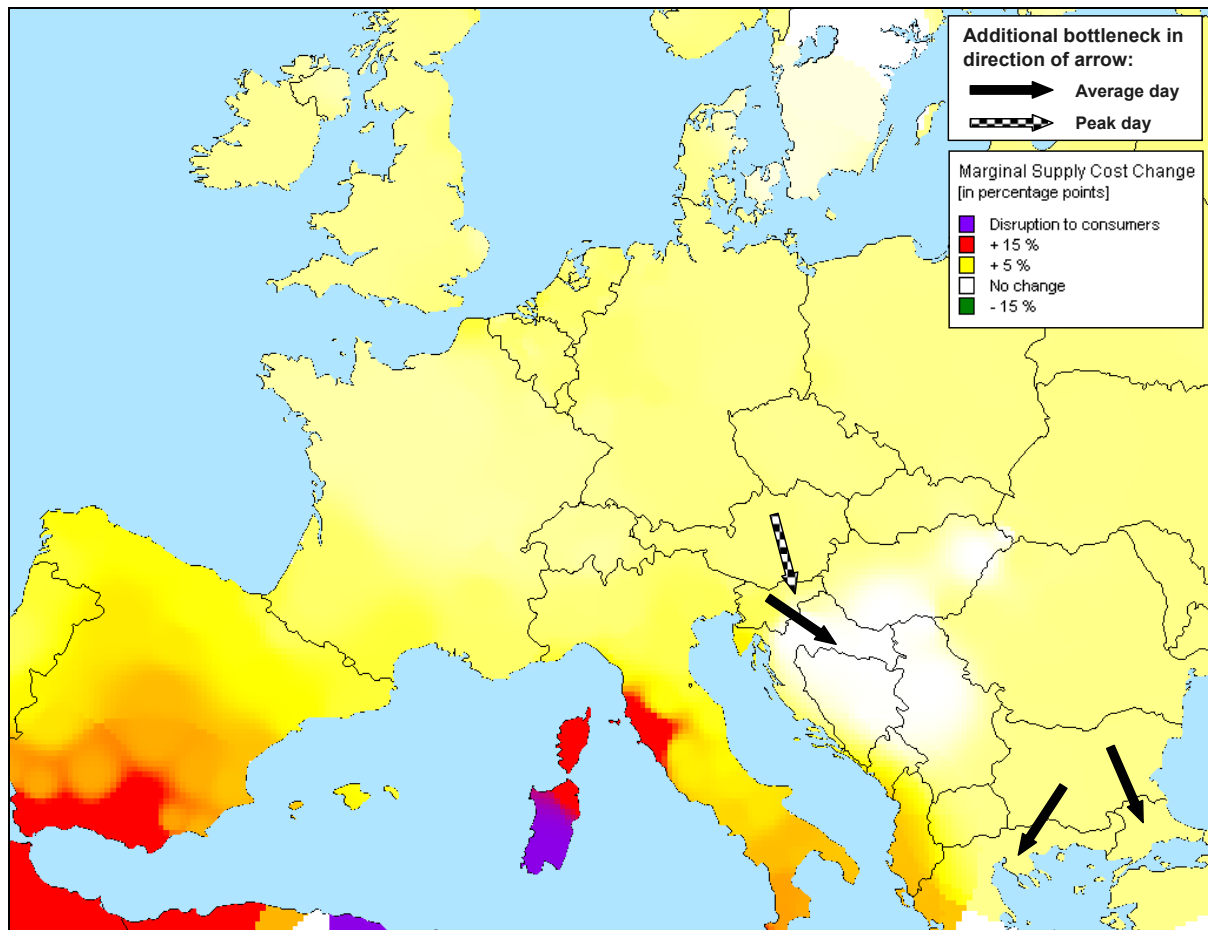 Additional bottleneck in
direction of arrow:
Average day
Peak day
Marginal Supply Cost Change
[in percentage points]
Disruption to consumers
+ 15 %
+ 5 %
No change
- 15 %